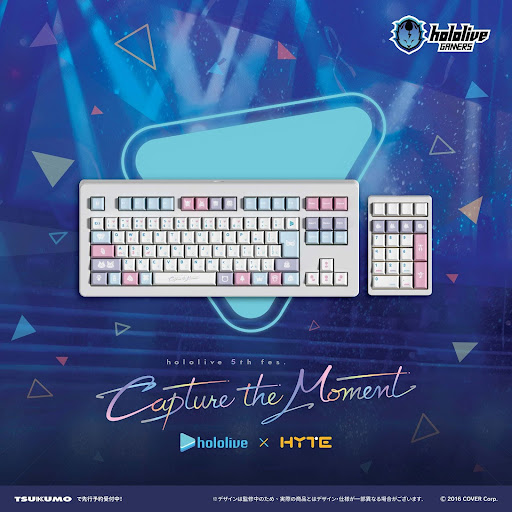 hololive
GAMERS
hololive 5th fes.
Capture the Moment
hololive × HYTE
TSUKUMO で先行予約受付中!
※デザインは監修中のため、実際の商品とはデザイン・仕様が一部異なる場合がございます。
© 2016 COVER Corp.